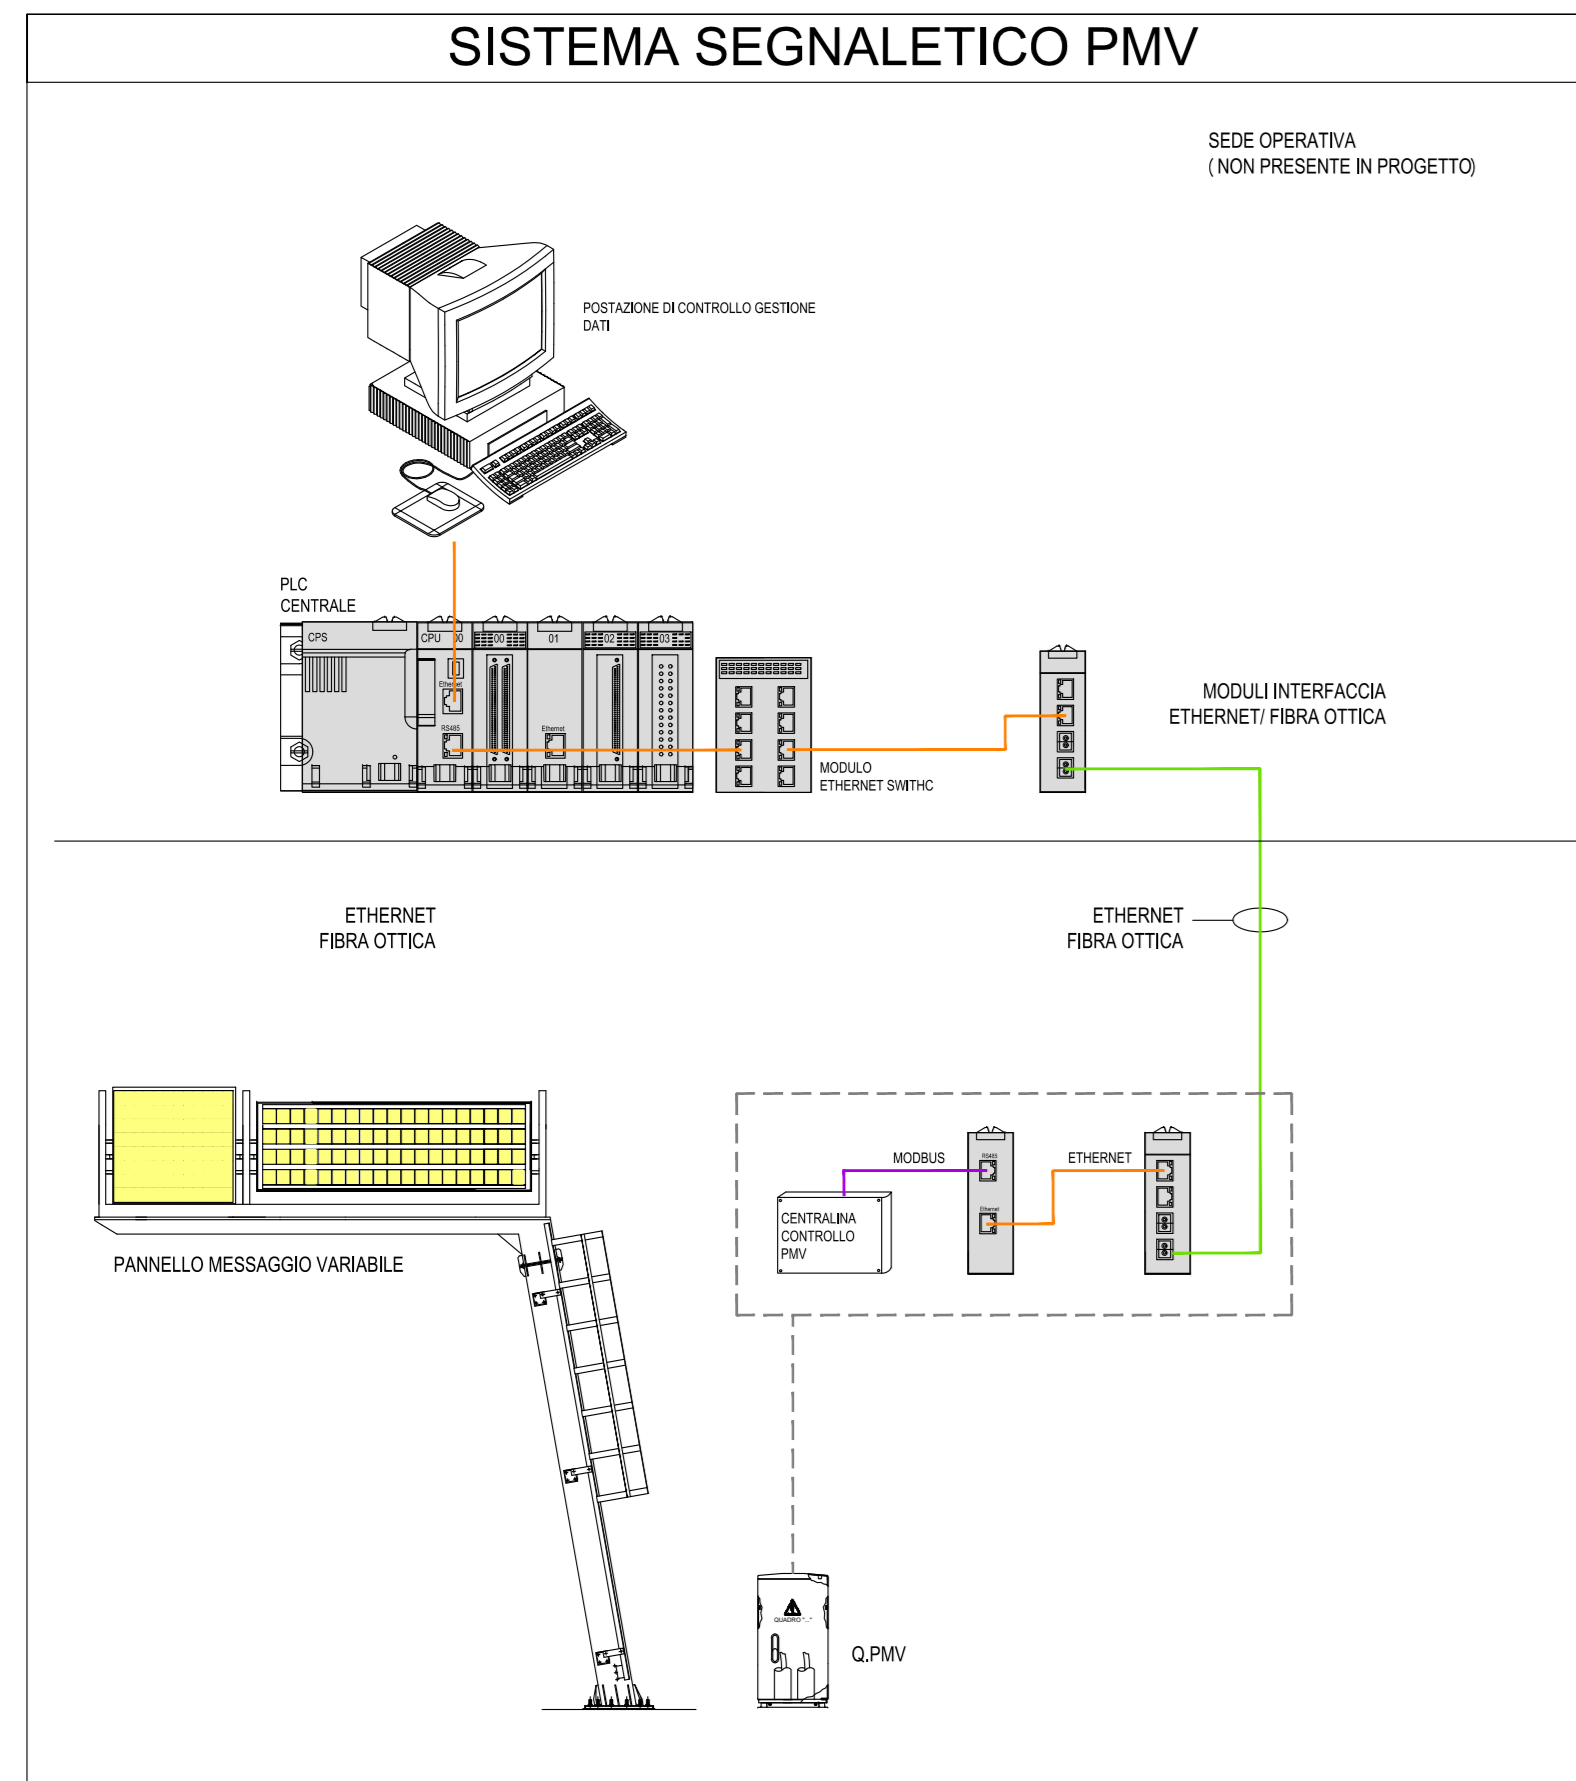 SISTEMA SEGNALETICO PMV
SEDE OPERATIVA
( NON PRESENTE IN PROGETTO)
POSTAZIONE DI CONTROLLO GESTIONE
DATI
PLC
CENTRALE
CPS
CPU 00
00
01
02
03
Ethernet
RS485
Ethernet
MODULO
ETHERNET SWITHC
MODULI INTERFACCIA
ETHERNET/ FIBRA OTTICA
ETHERNET
FIBRA OTTICA
ETHERNET
FIBRA OTTICA
PANNELLO MESSAGGIO VARIABILE
MODBUS
RS485
ETHERNET
Ethernet
CENTRALINA
CONTROLLO
PMV
QUADRO "..."
Q.PMV